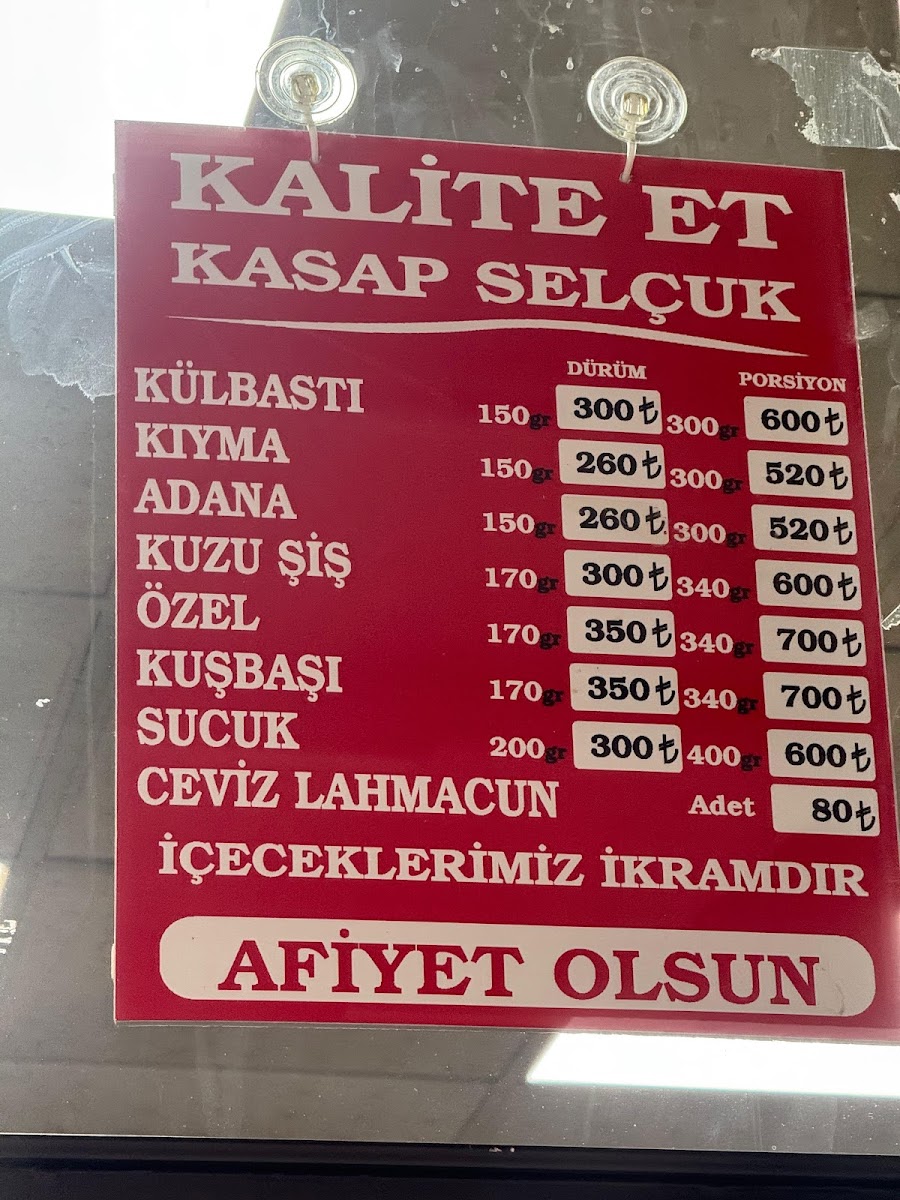 KALİTE ET
KASAP SELÇUK
DÜRÜM PORSİYON
KÜLBASTI 150gr 300₺ 300gr 600₺
KIYMA 150gr 260₺ 300gr 520₺
ADANA 150gr 260₺ 300gr 520₺
KUZU ŞİŞ 170gr 300₺ 340gr 600₺
ÖZEL 170gr 350₺ 340gr 700₺
KUŞBAŞI 170gr 350₺ 340gr 700₺
SUCUK 200gr 300₺ 400gr 600₺
CEVİZ LAHMACUN Adet 80₺
İÇECEKLERİMİZ İKRAMDIR
AFİYET OLSUN